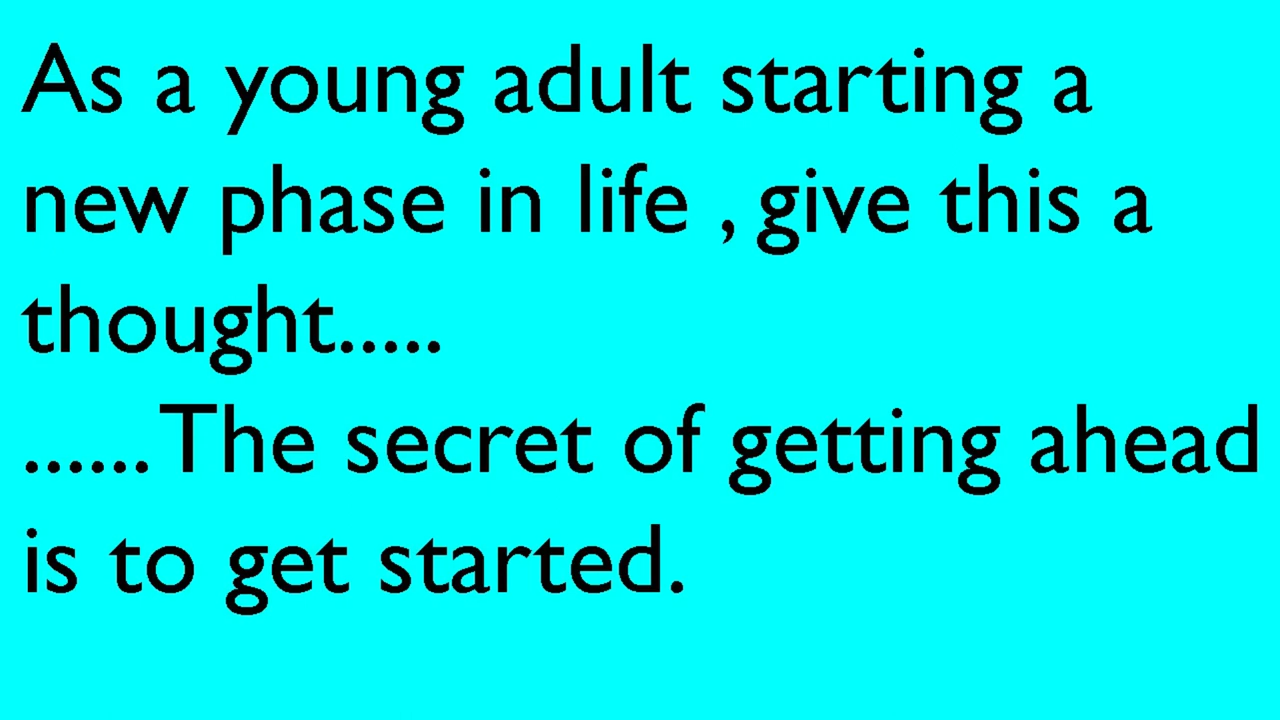 As a young adult starting a
new phase in life , give this a
thought.....
......The secret of getting ahead
is to get started.